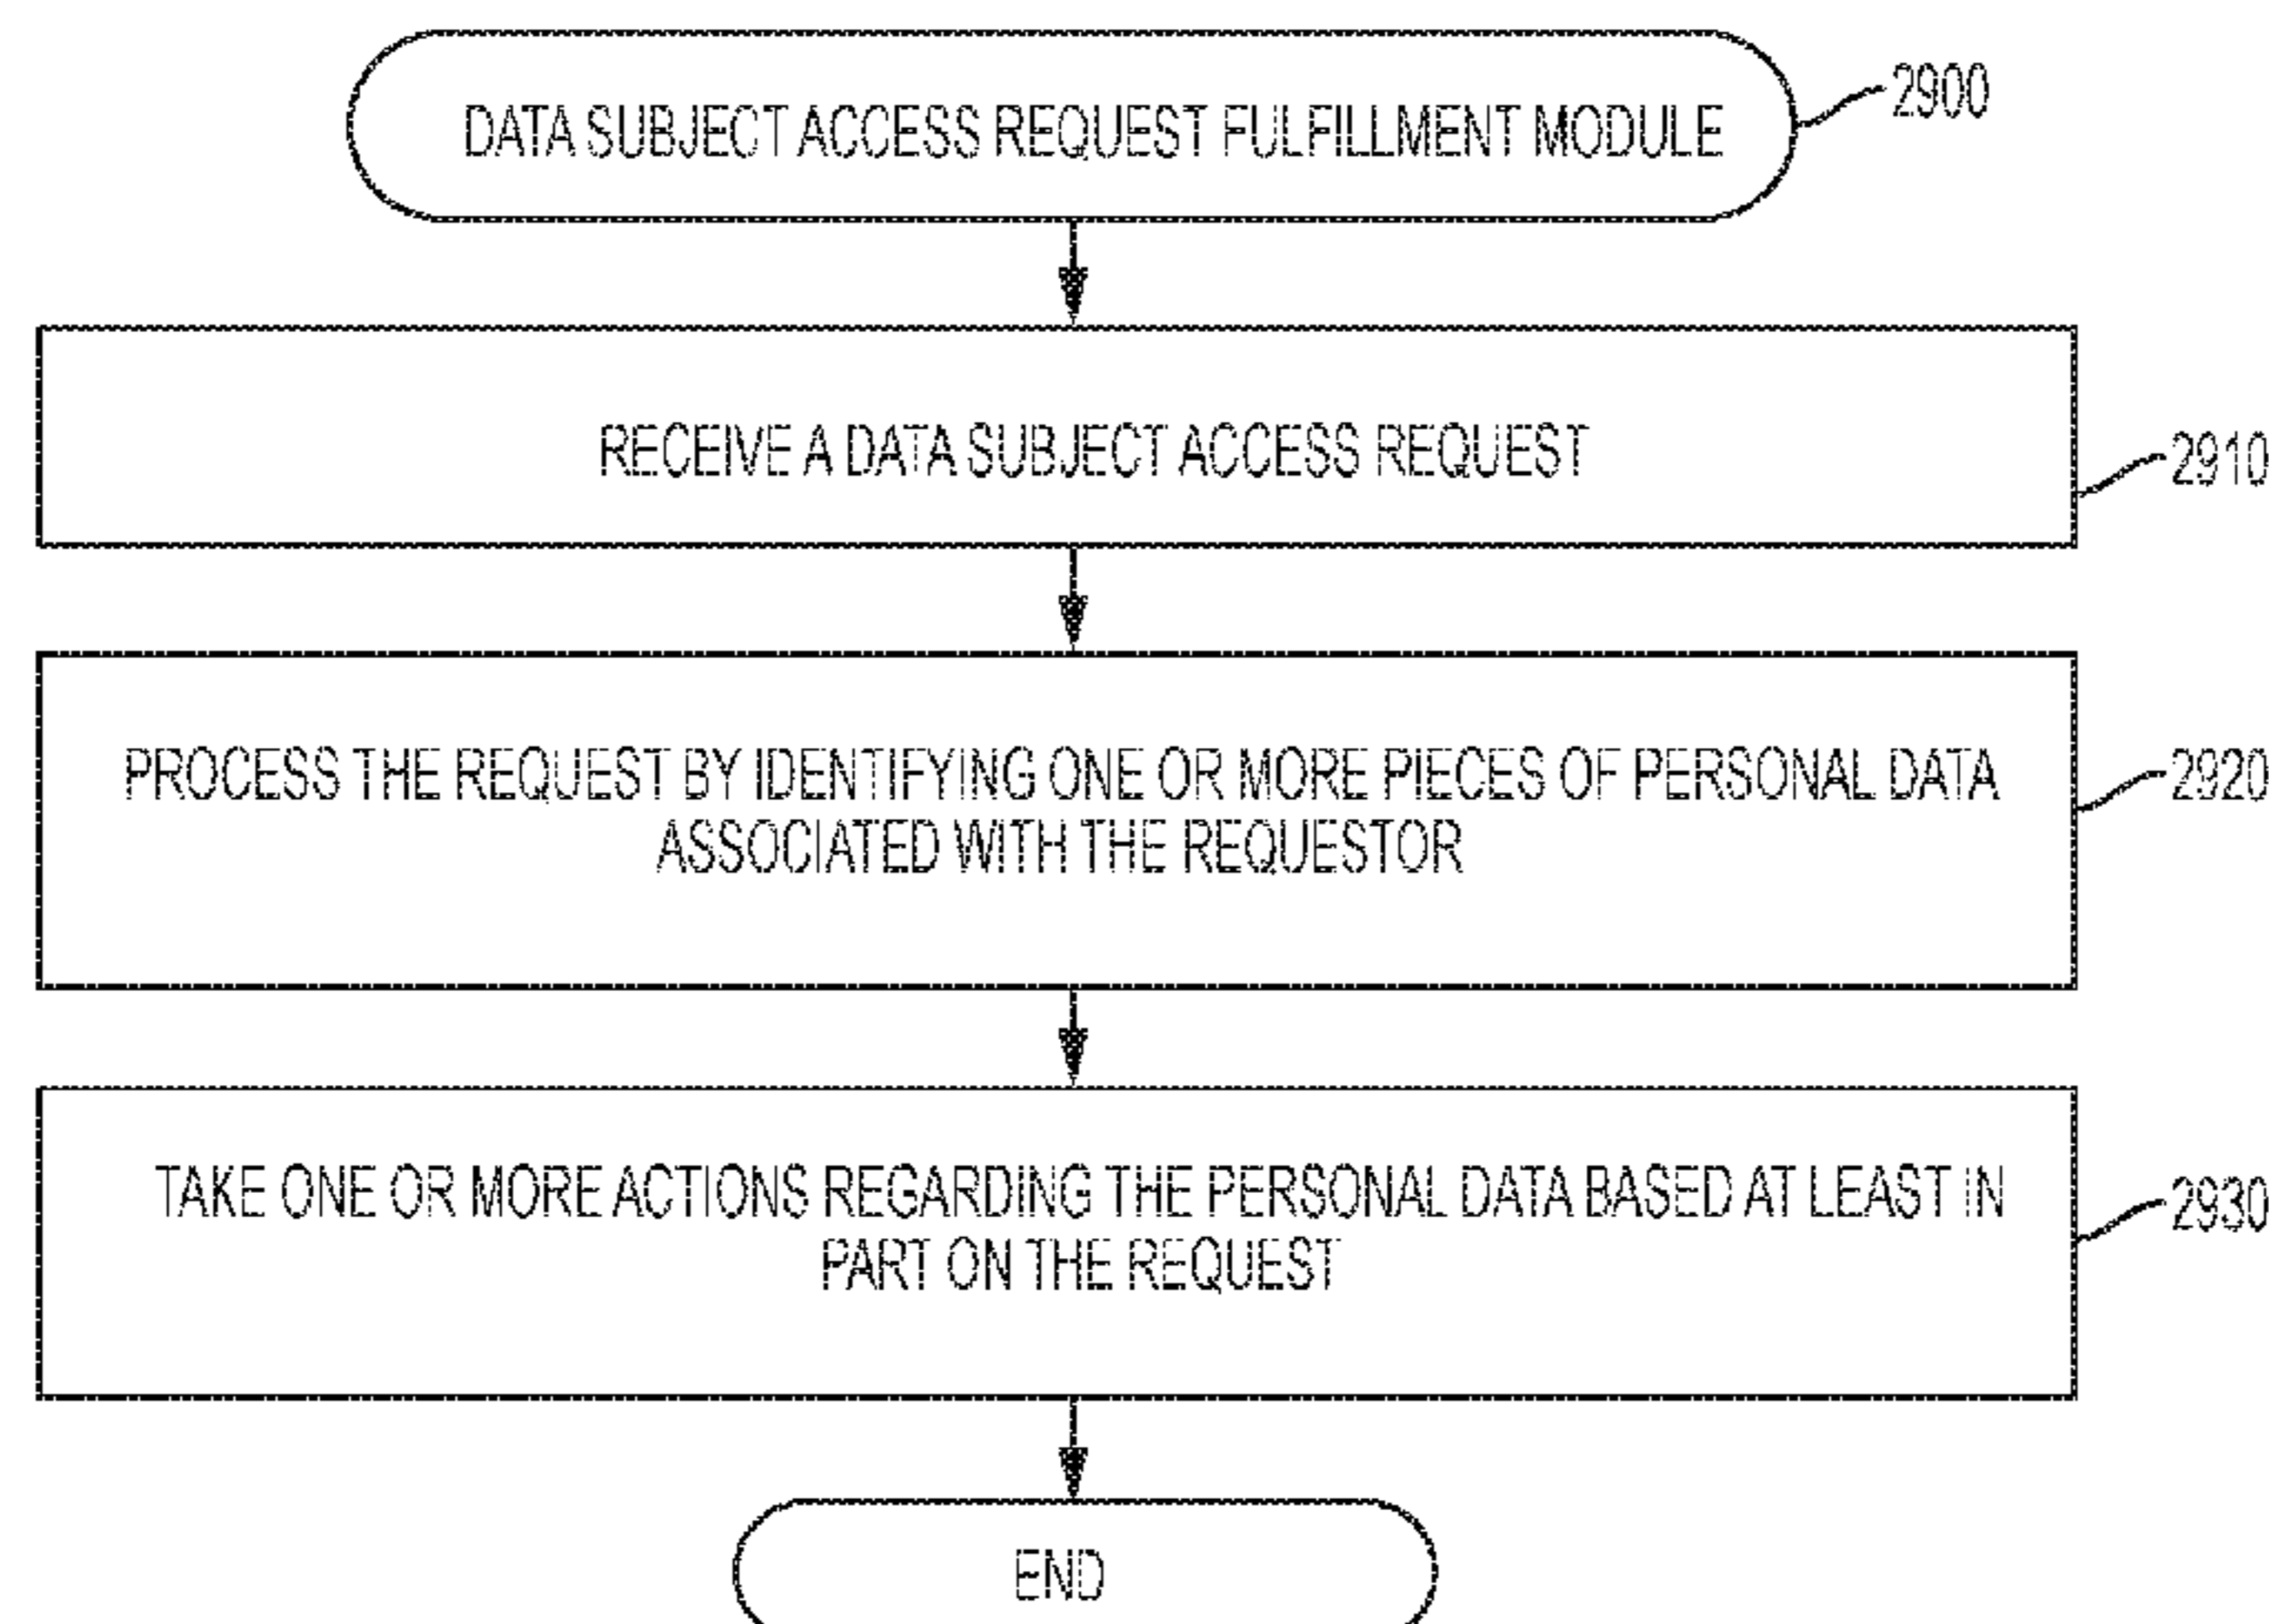 DATA SUBJECT ACCESS REQUEST FULFILLMENT MODULE
2900
RECEIVE A DATA SUBJECT ACCESS REQUEST
2910
PROCESS THE REQUEST BY IDENTIFYING ONE OR MORE PIECES OF PERSONAL DATA
ASSOCIATED WITH THE REQUESTOR
2920
TAKE ONE OR MORE ACTIONS REGARDING THE PERSONAL DATA BASED AT LEAST IN
PART ON THE REQUEST
2930
END